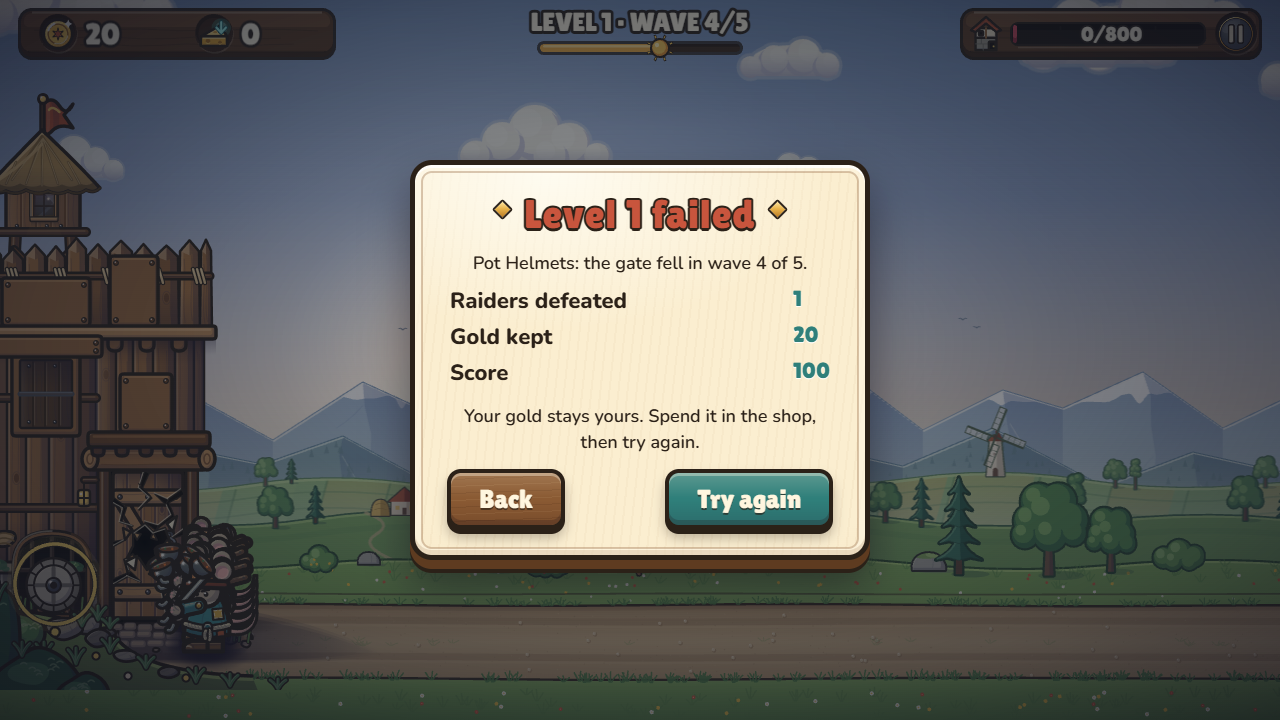 20
0
LEVEL 1 · WAVE 4/5
0/800
Level 1 failed
Pot Helmets: the gate fell in wave 4 of 5.
Raiders defeated 1
Gold kept 20
Score 100
Your gold stays yours. Spend it in the shop,
then try again.
Back
Try again